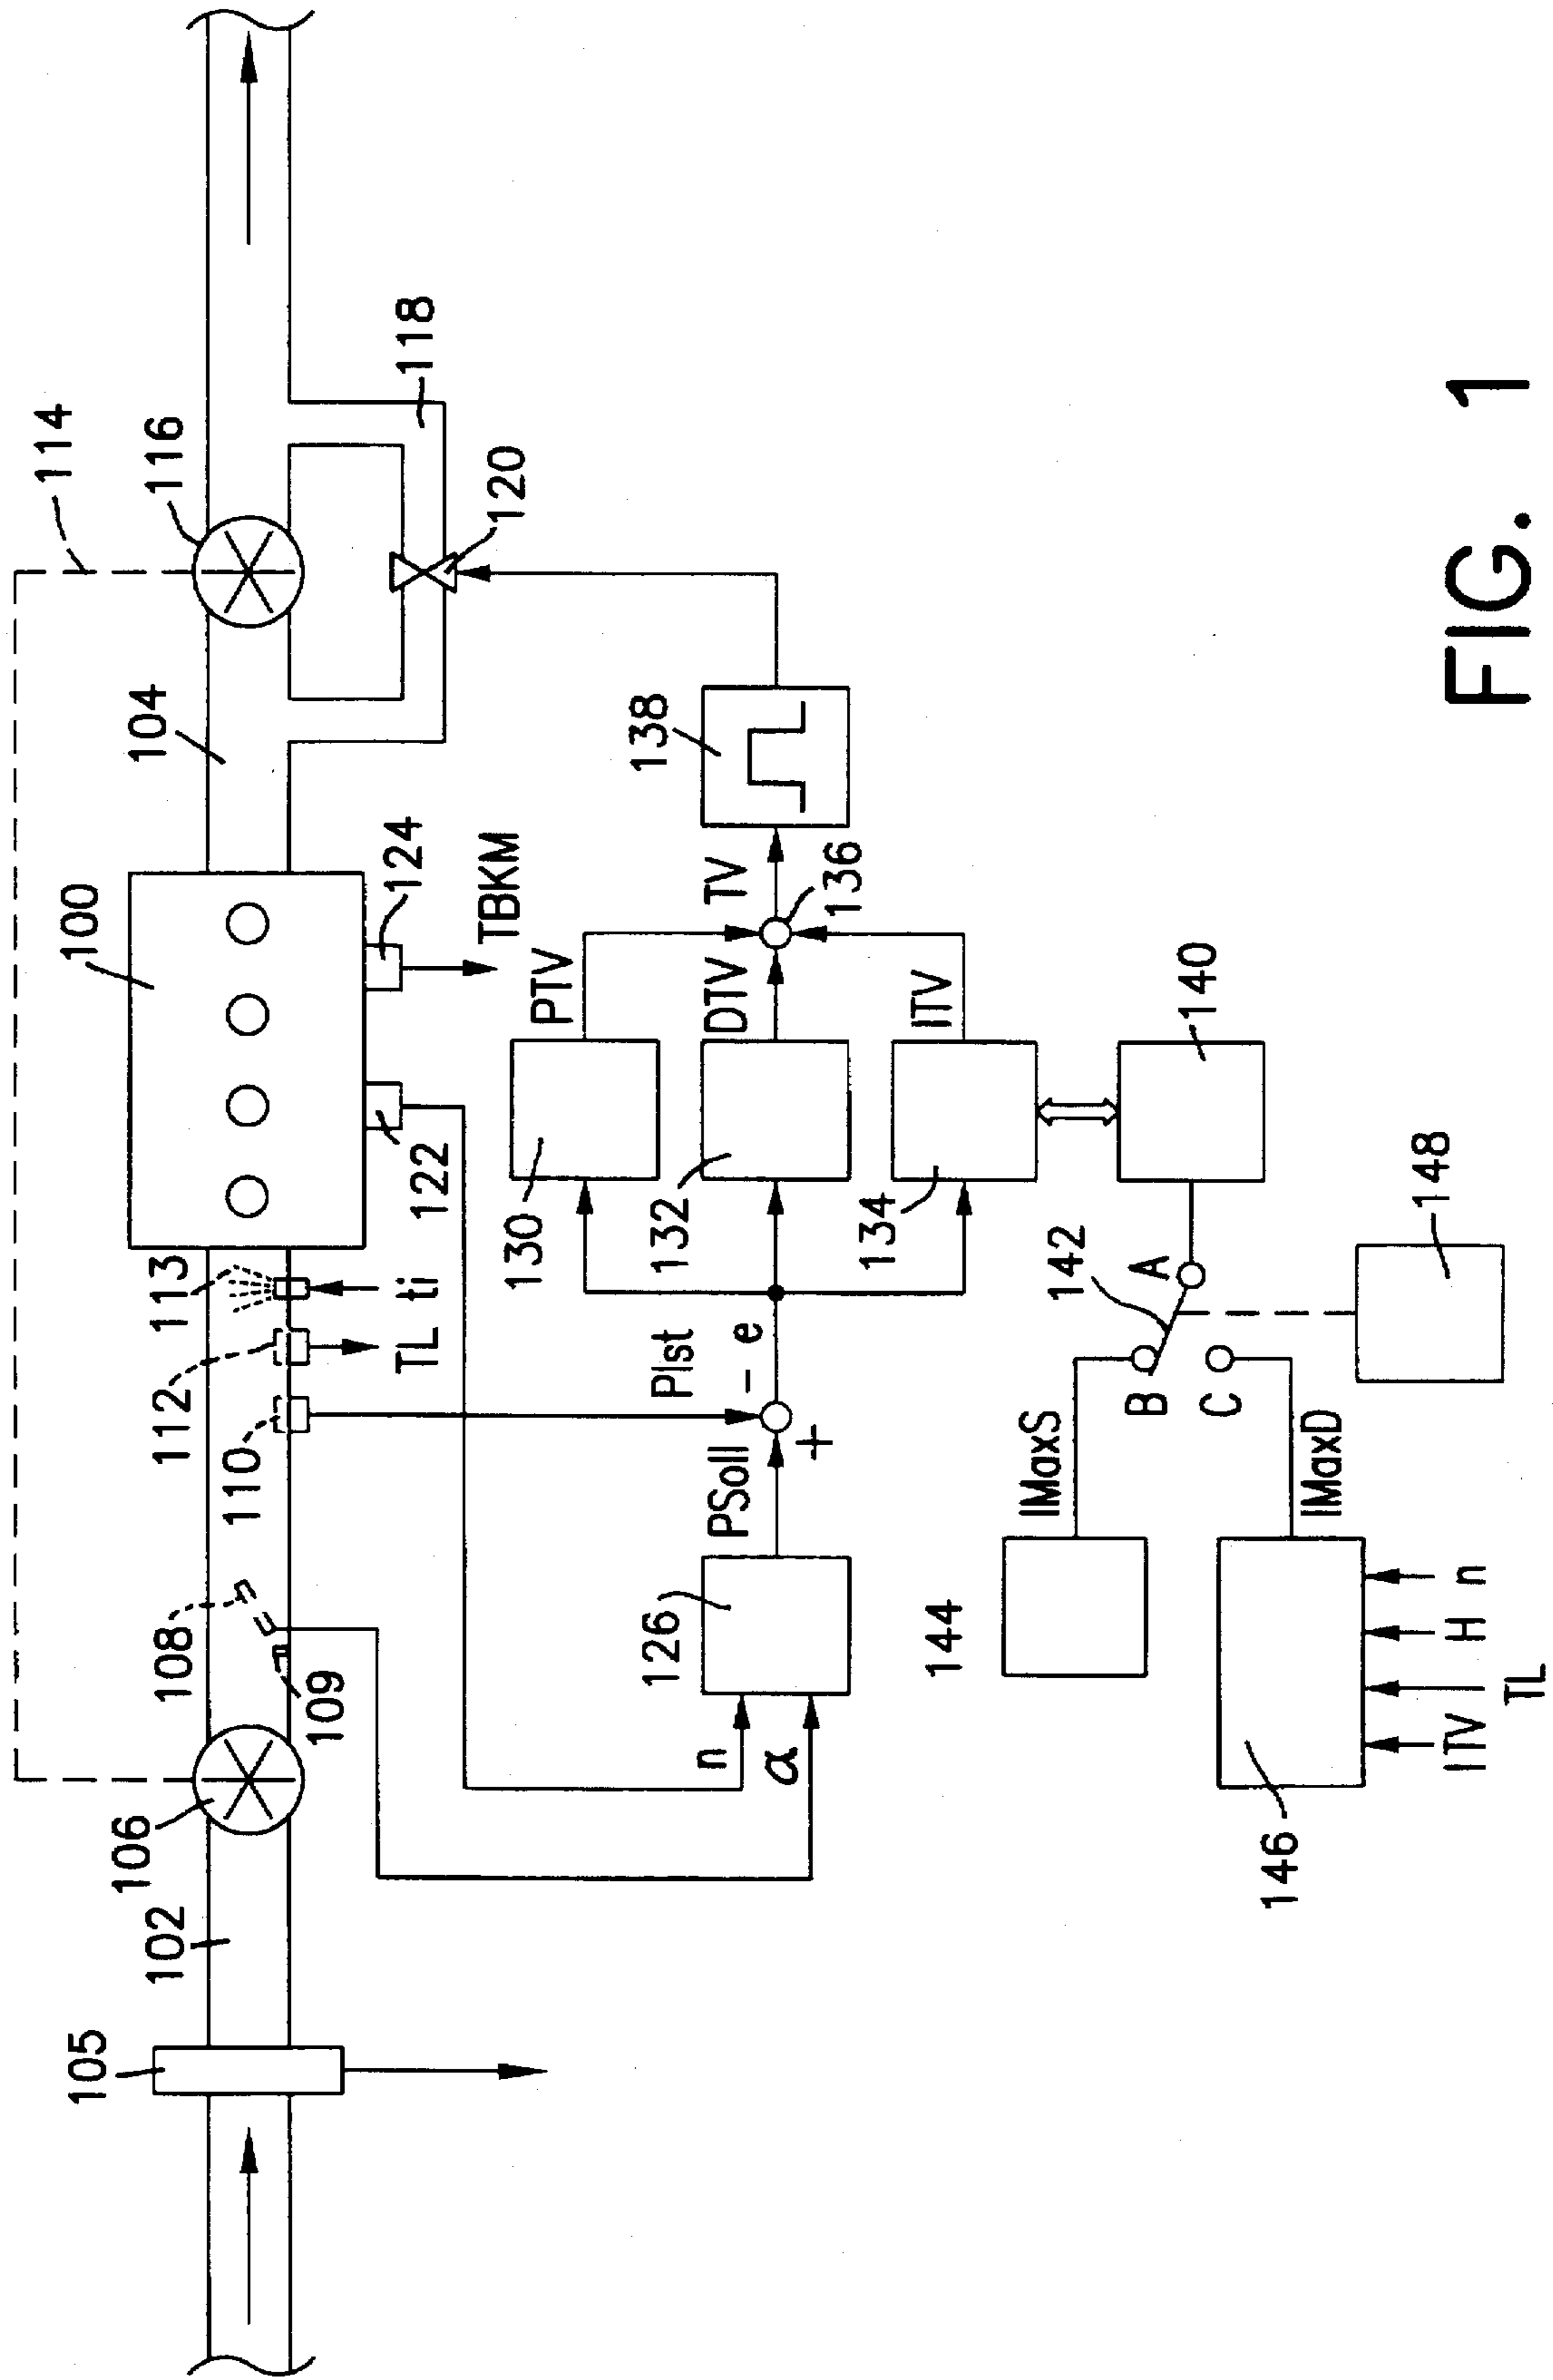 114
116
118
100
104
120
113
112
110
108
109
106
102
105
TL
ti
122
124
TBKM
138
PTV
DTV
TV
136
ITV
130
132
134
140
PIst
-
e
PSoll
+
126
n
α
142
A
B
C
148
IMaxS
IMaxD
144
146
ITV
TL
H
n
FIG. 1